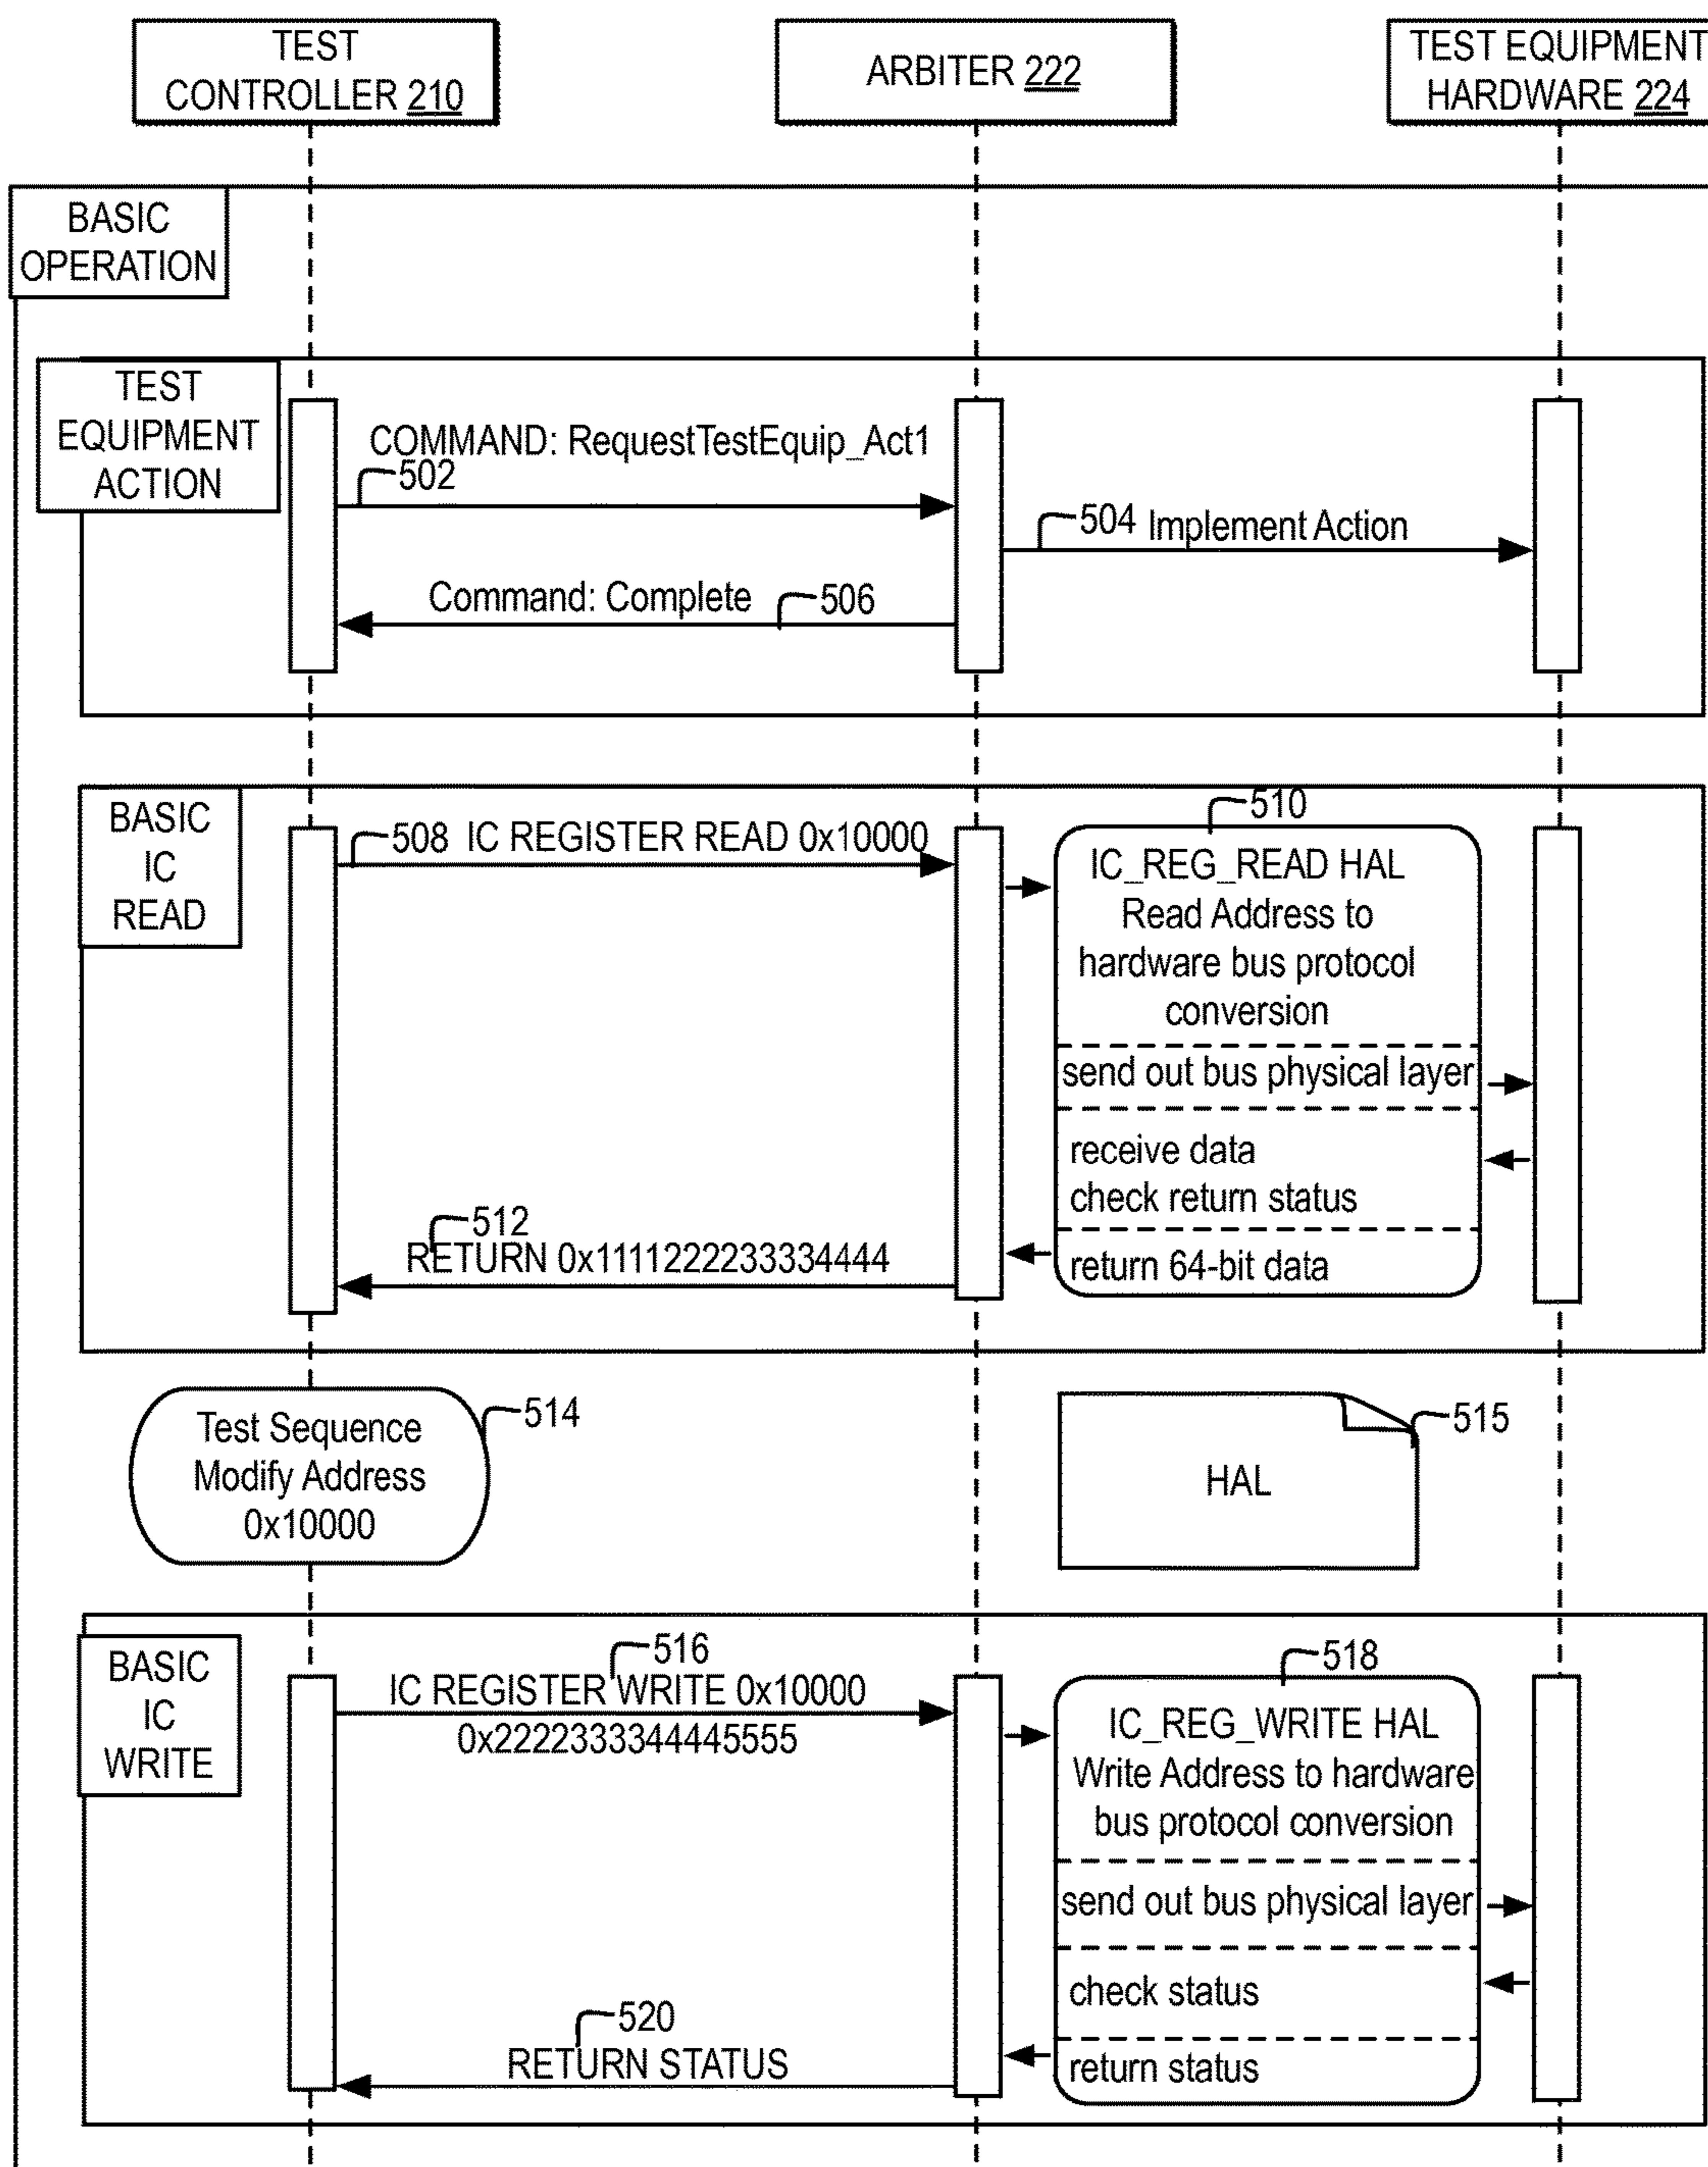 TEST
CONTROLLER 210
ARBITER 222
TEST EQUIPMENT
HARDWARE 224
BASIC
OPERATION
TEST
EQUIPMENT
ACTION
COMMAND: RequestTestEquip_Act1
502
504 Implement Action
Command: Complete 506
BASIC
IC
READ
508 IC REGISTER READ 0x10000
510
IC_REG_READ HAL
Read Address to
hardware bus protocol
conversion
send out bus physical layer
receive data
check return status
return 64-bit data
512
RETURN 0x1111222233334444
Test Sequence
Modify Address
0x10000
514
HAL
515
BASIC
IC
WRITE
516
IC REGISTER WRITE 0x10000
0x2222333344445555
518
IC_REG_WRITE HAL
Write Address to hardware
bus protocol conversion
send out bus physical layer
check status
return status
520
RETURN STATUS